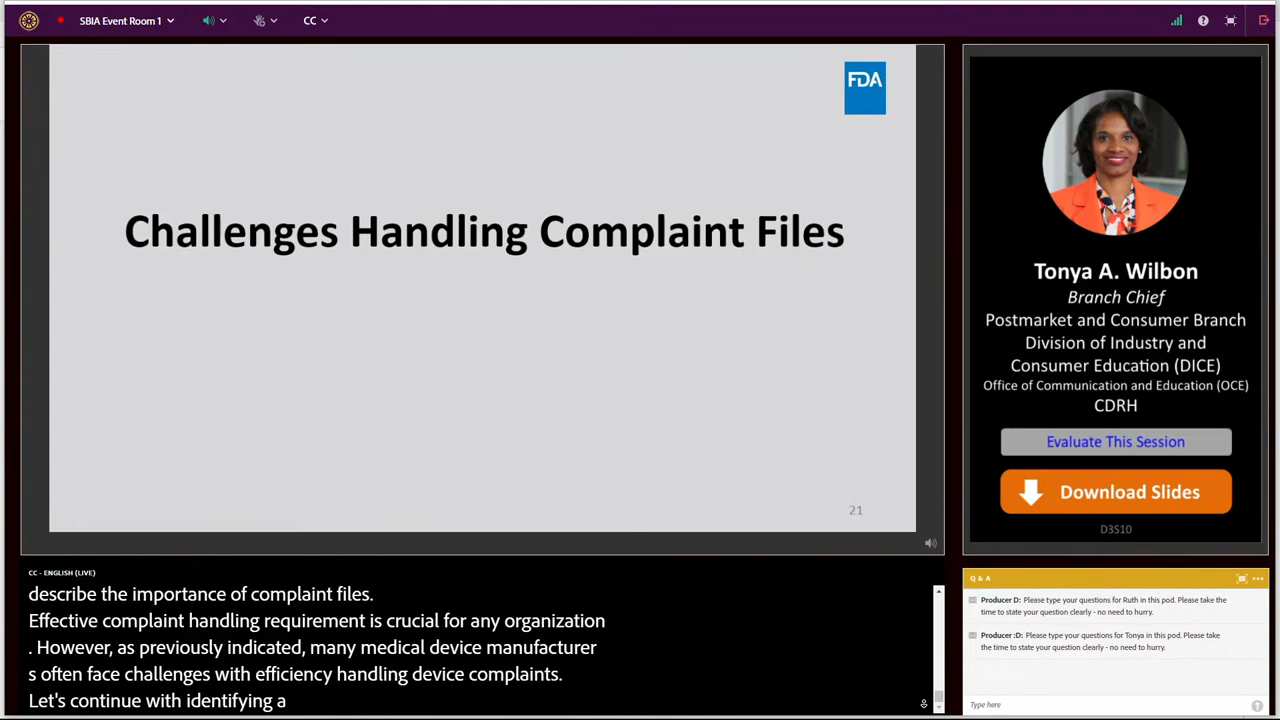 SBIA Event Room 1
CC
FDA
Challenges Handling Complaint Files
21
Tonya A. Wilbon
Branch Chief
Postmarket and Consumer Branch
Division of Industry and
Consumer Education (DICE)
Office of Communication and Education (OCE)
CDRH
Evaluate This Session
Download Slides
D3S10
CC - ENGLISH (LIVE)
describe the importance of complaint files.
Effective complaint handling requirement is crucial for any organization
. However, as previously indicated, many medical device manufacturer
s often face challenges with efficiency handling device complaints.
Let's continue with identifying a
Q & A
Producer D: Please type your questions for Ruth in this pod. Please take the
time to state your question clearly - no need to hurry.
Producer :D: Please type your questions for Tonya in this pod. Please take
the time to state your question clearly - no need to hurry.
Type here